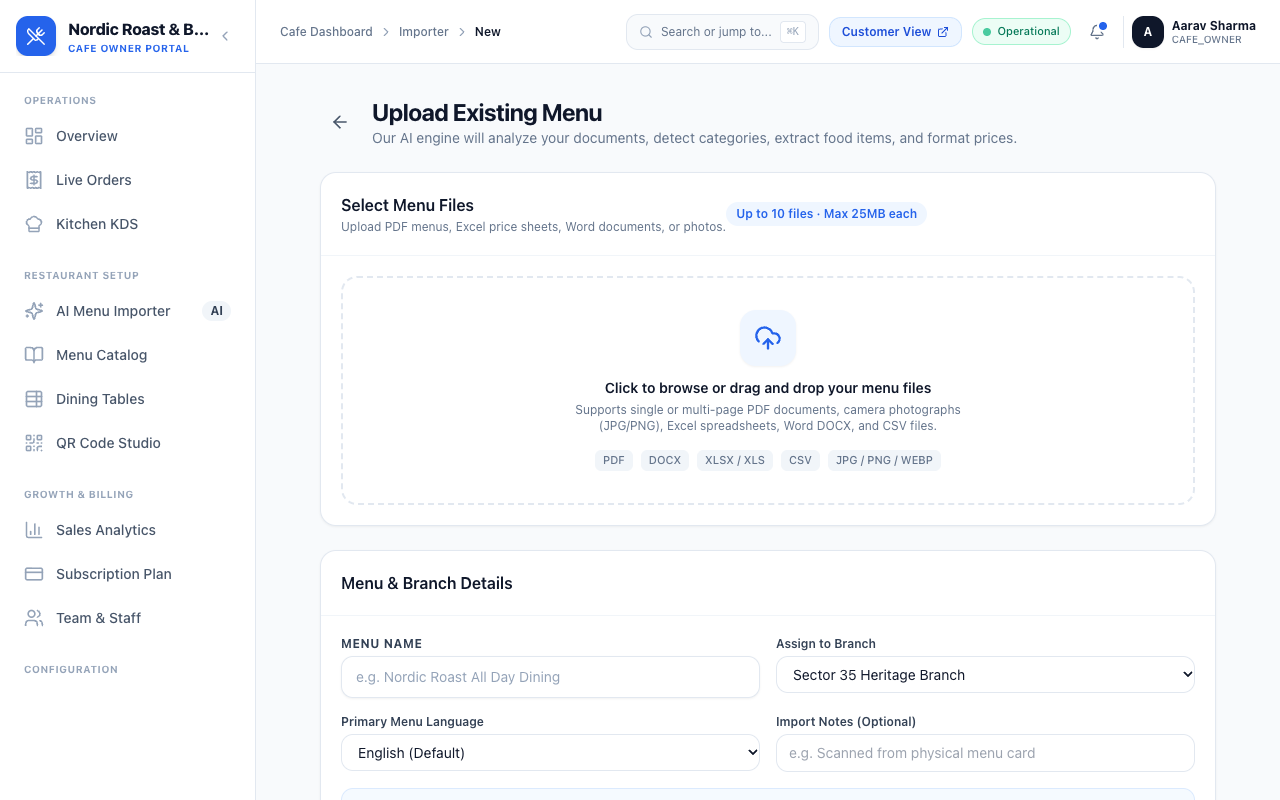 Nordic Roast & B...
CAFE OWNER PORTAL
OPERATIONS
Overview
Live Orders
Kitchen KDS
RESTAURANT SETUP
AI Menu Importer AI
Menu Catalog
Dining Tables
QR Code Studio
GROWTH & BILLING
Sales Analytics
Subscription Plan
Team & Staff
CONFIGURATION
Cafe Dashboard > Importer > New
Search or jump to... ⌘K
Customer View
Operational
A
Aarav Sharma
CAFE_OWNER
Upload Existing Menu
Our AI engine will analyze your documents, detect categories, extract food items, and format prices.
Select Menu Files
Upload PDF menus, Excel price sheets, Word documents, or photos.
Up to 10 files · Max 25MB each
Click to browse or drag and drop your menu files
Supports single or multi-page PDF documents, camera photographs
(JPG/PNG), Excel spreadsheets, Word DOCX, and CSV files.
PDF DOCX XLSX / XLS CSV JPG / PNG / WEBP
Menu & Branch Details
MENU NAME
e.g. Nordic Roast All Day Dining
Assign to Branch
Sector 35 Heritage Branch
Primary Menu Language
English (Default)
Import Notes (Optional)
e.g. Scanned from physical menu card